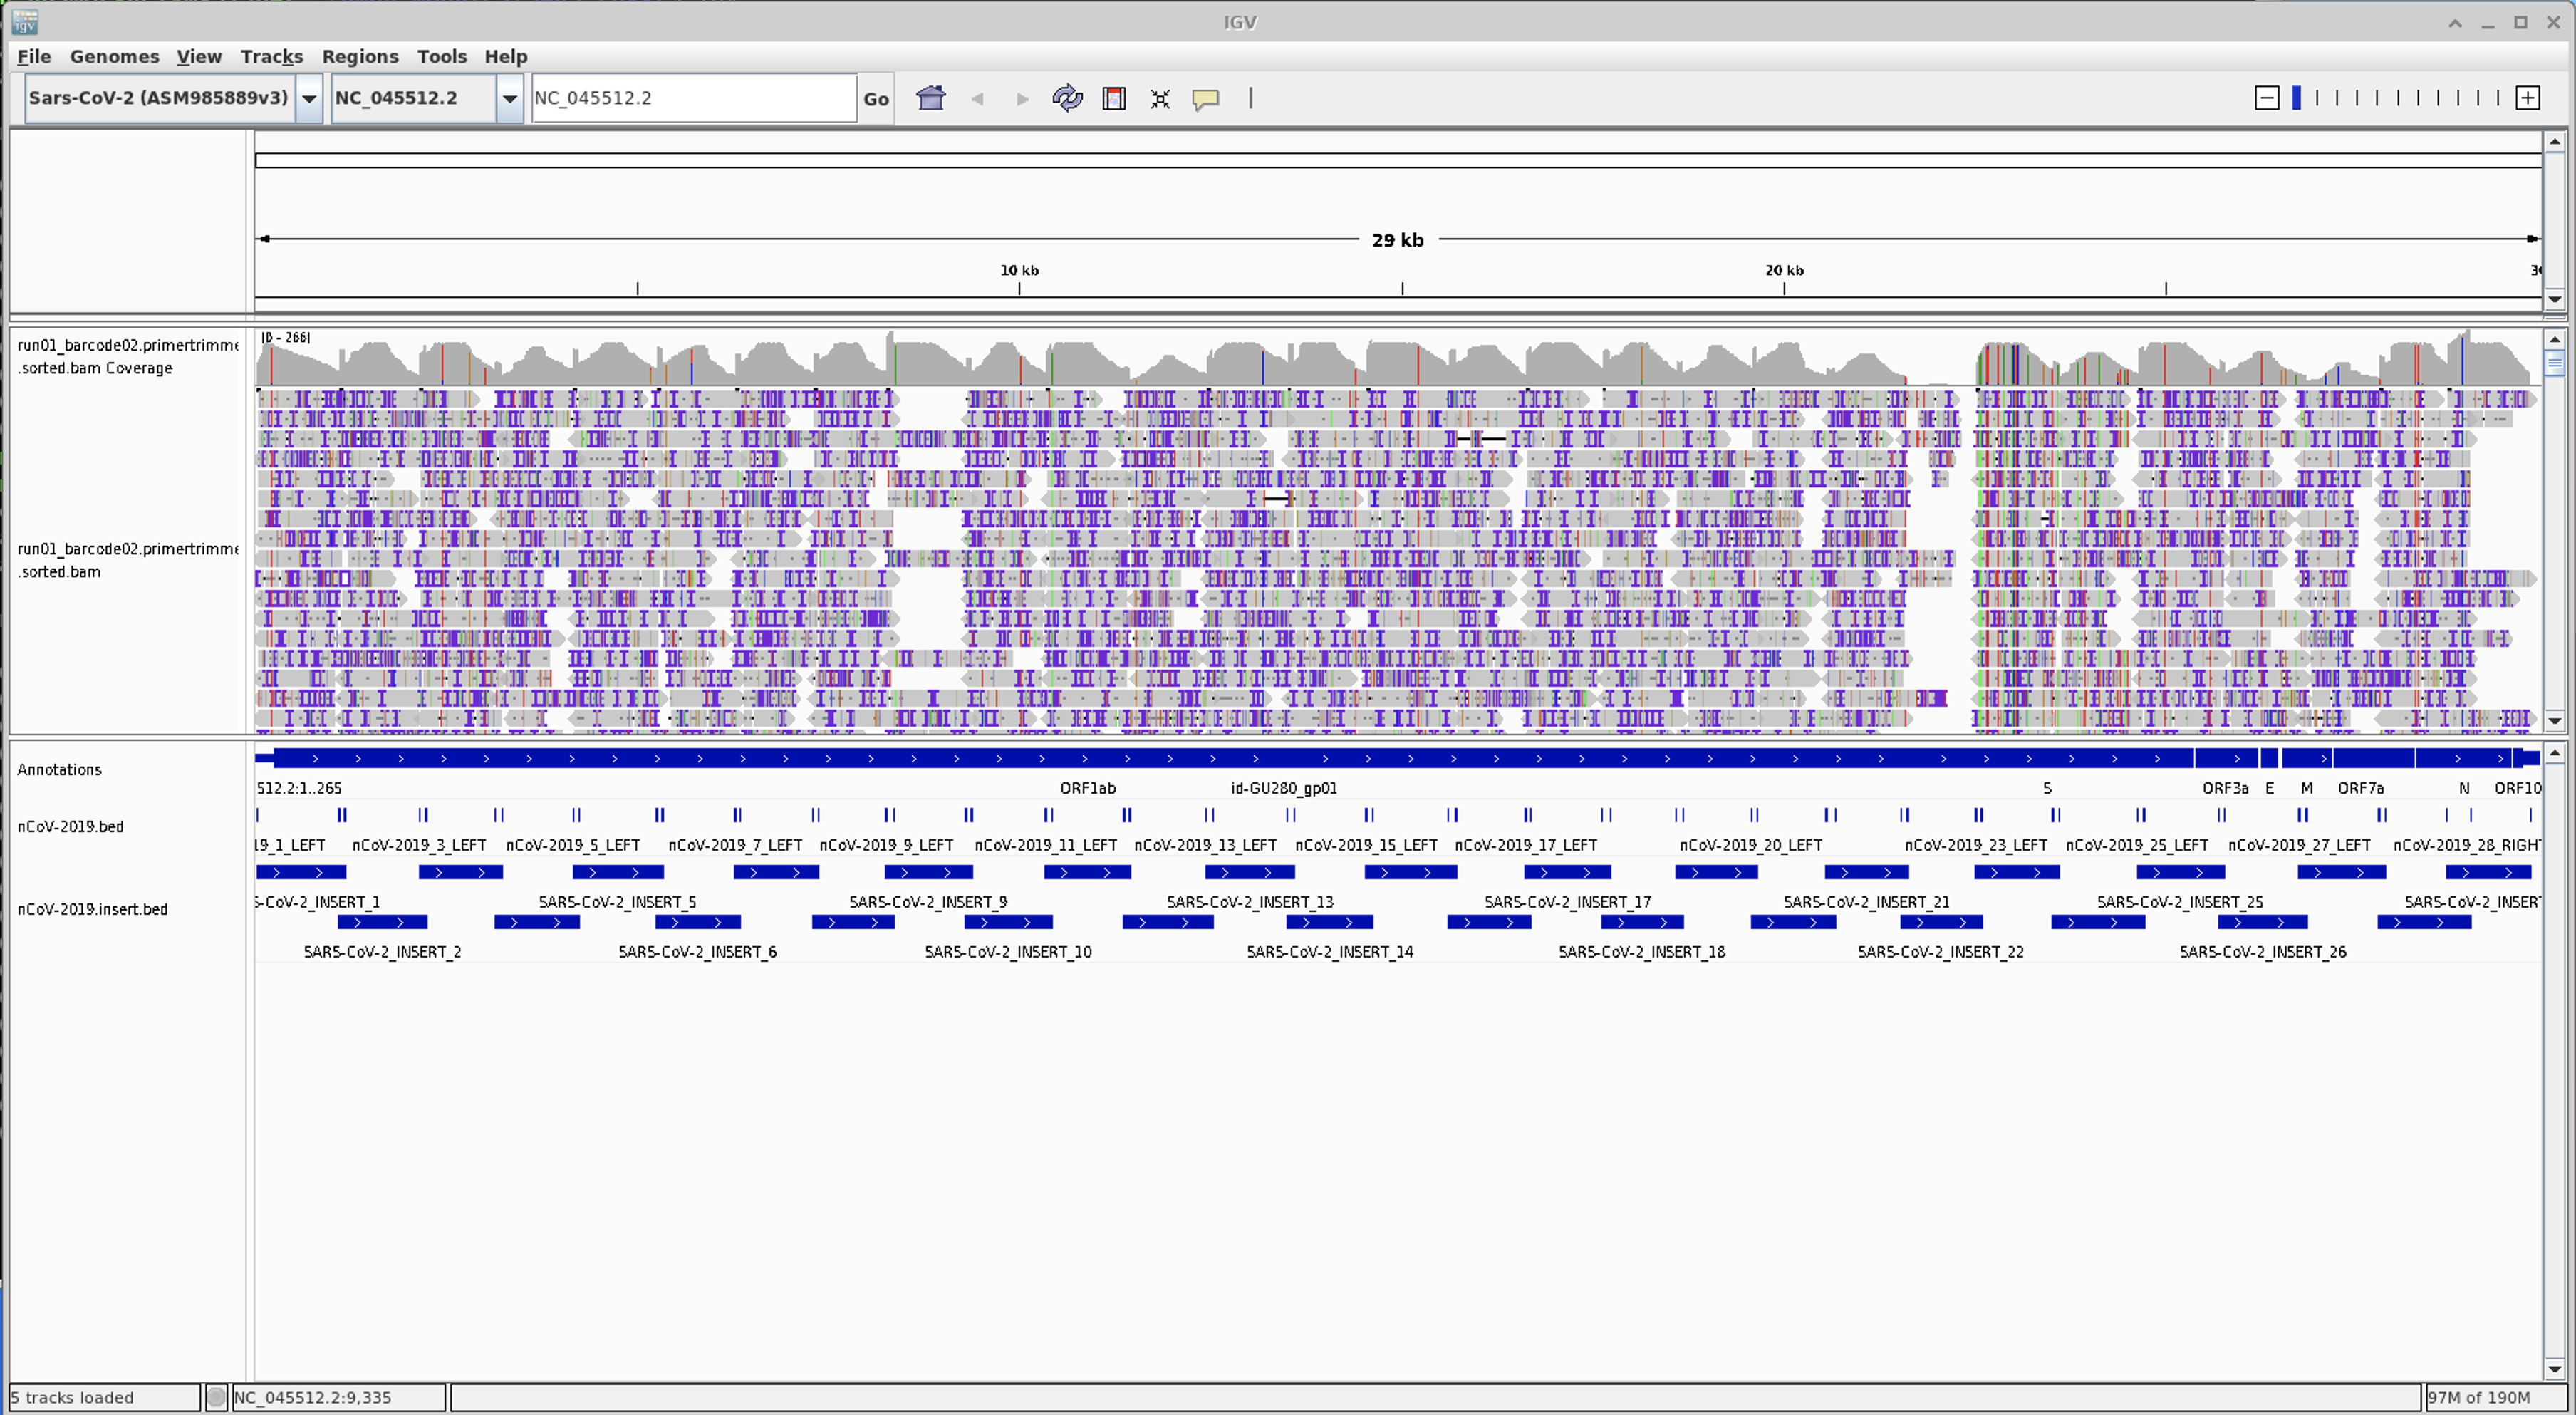 IGV
File Genomes View Tracks Regions Tools Help
Sars-CoV-2 (ASM985889v3) NC_045512.2 NC_045512.2 Go
29 kb
10 kb 20 kb 3
run01_barcode02.primertrimme
.sorted.bam Coverage
[0 - 266]
run01_barcode02.primertrimme
.sorted.bam
Annotations
512.2:1..265 ORF1ab id-GU280_gp01 S ORF3a E M ORF7a N ORF10
nCoV-2019.bed
19_1_LEFT nCoV-2019_3_LEFT nCoV-2019_5_LEFT nCoV-2019_7_LEFT nCoV-2019_9_LEFT nCoV-2019_11_LEFT nCoV-2019_13_LEFT nCoV-2019_15_LEFT nCoV-2019_17_LEFT nCoV-2019_20_LEFT nCoV-2019_23_LEFT nCoV-2019_25_LEFT nCoV-2019_27_LEFT nCoV-2019_28_RIGH
nCoV-2019.insert.bed
S-CoV-2_INSERT_1 SARS-CoV-2_INSERT_5 SARS-CoV-2_INSERT_9 SARS-CoV-2_INSERT_13 SARS-CoV-2_INSERT_17 SARS-CoV-2_INSERT_21 SARS-CoV-2_INSERT_25 SARS-CoV-2_INSER
SARS-CoV-2_INSERT_2 SARS-CoV-2_INSERT_6 SARS-CoV-2_INSERT_10 SARS-CoV-2_INSERT_14 SARS-CoV-2_INSERT_18 SARS-CoV-2_INSERT_22 SARS-CoV-2_INSERT_26
5 tracks loaded NC_045512.2:9,335 97M of 190M